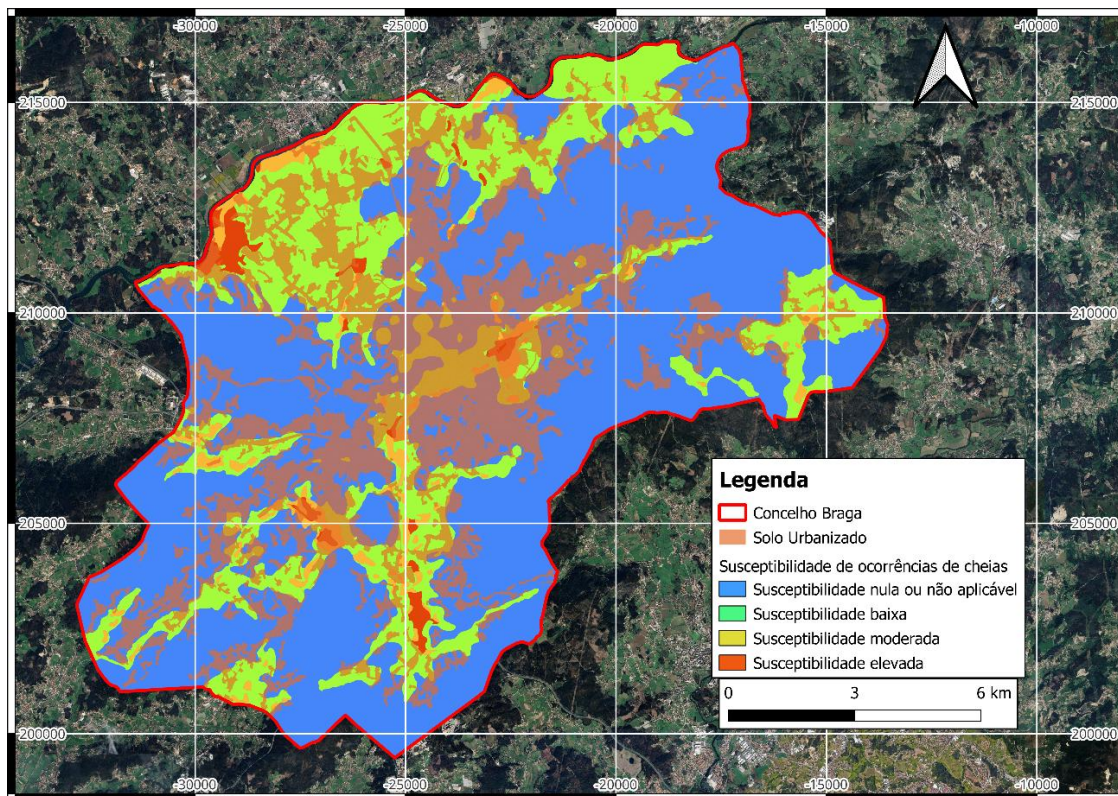 -30000 -25000 -20000 -15000 -10000
215000 215000
210000 210000
Legenda
Concelho Braga
Solo Urbanizado
205000 205000
Susceptibilidade de ocorrências de cheias
Susceptibilidade nula ou não aplicável
Susceptibilidade baixa
Susceptibilidade moderada
Susceptibilidade elevada
0 3 6 km
200000 200000
-30000 -25000 -20000 -15000 -10000